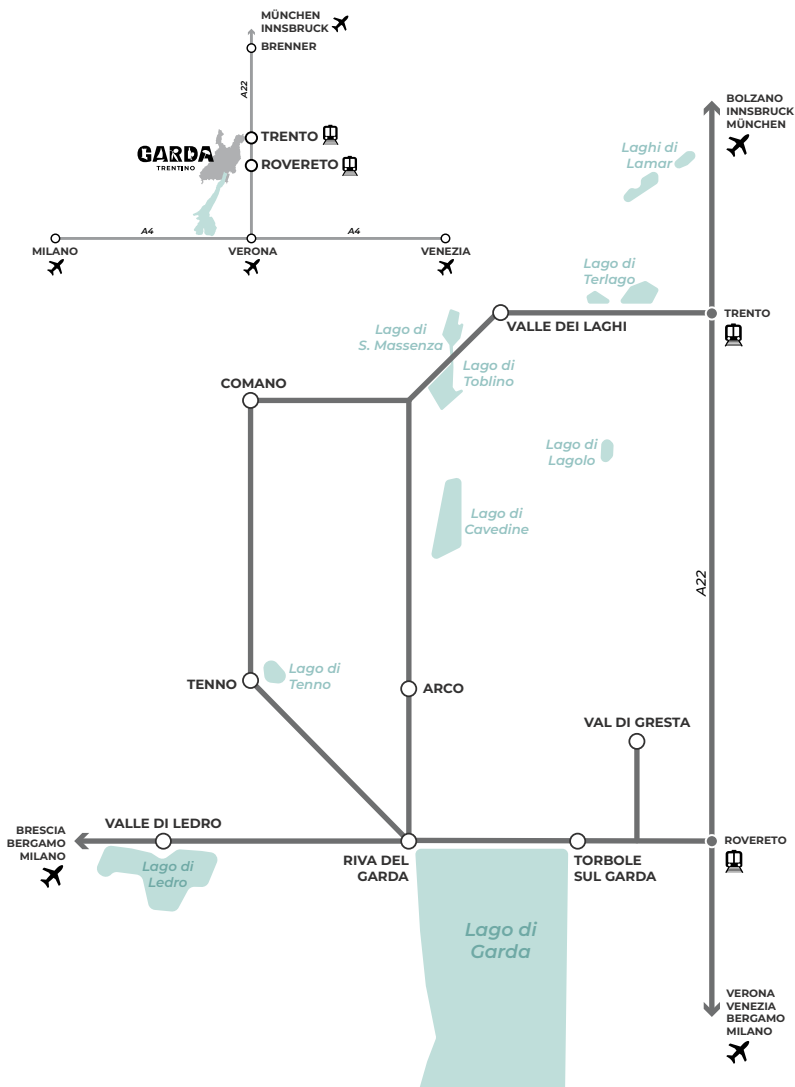 MÜNCHEN
INNSBRUCK
BRENNER
A22
TRENTO
GARDA
TRENTINO
ROVERETO
A4
A4
MILANO
VERONA
VENEZIA
BOLZANO
INNSBRUCK
MÜNCHEN
Laghi di
Lamar
Lago di
Terlago
TRENTO
VALLE DEI LAGHI
Lago di
S. Massenza
Lago di
Toblino
COMANO
Lago di
Lagolo
Lago di
Cavedine
A22
Lago di
Tenno
TENNO
ARCO
VAL DI GRESTA
VALLE DI LEDRO
BRESCIA
BERGAMO
MILANO
ROVERETO
RIVA DEL
GARDA
TORBOLE
SUL GARDA
Lago di
Ledro
Lago di
Garda
VERONA
VENEZIA
BERGAMO
MILANO